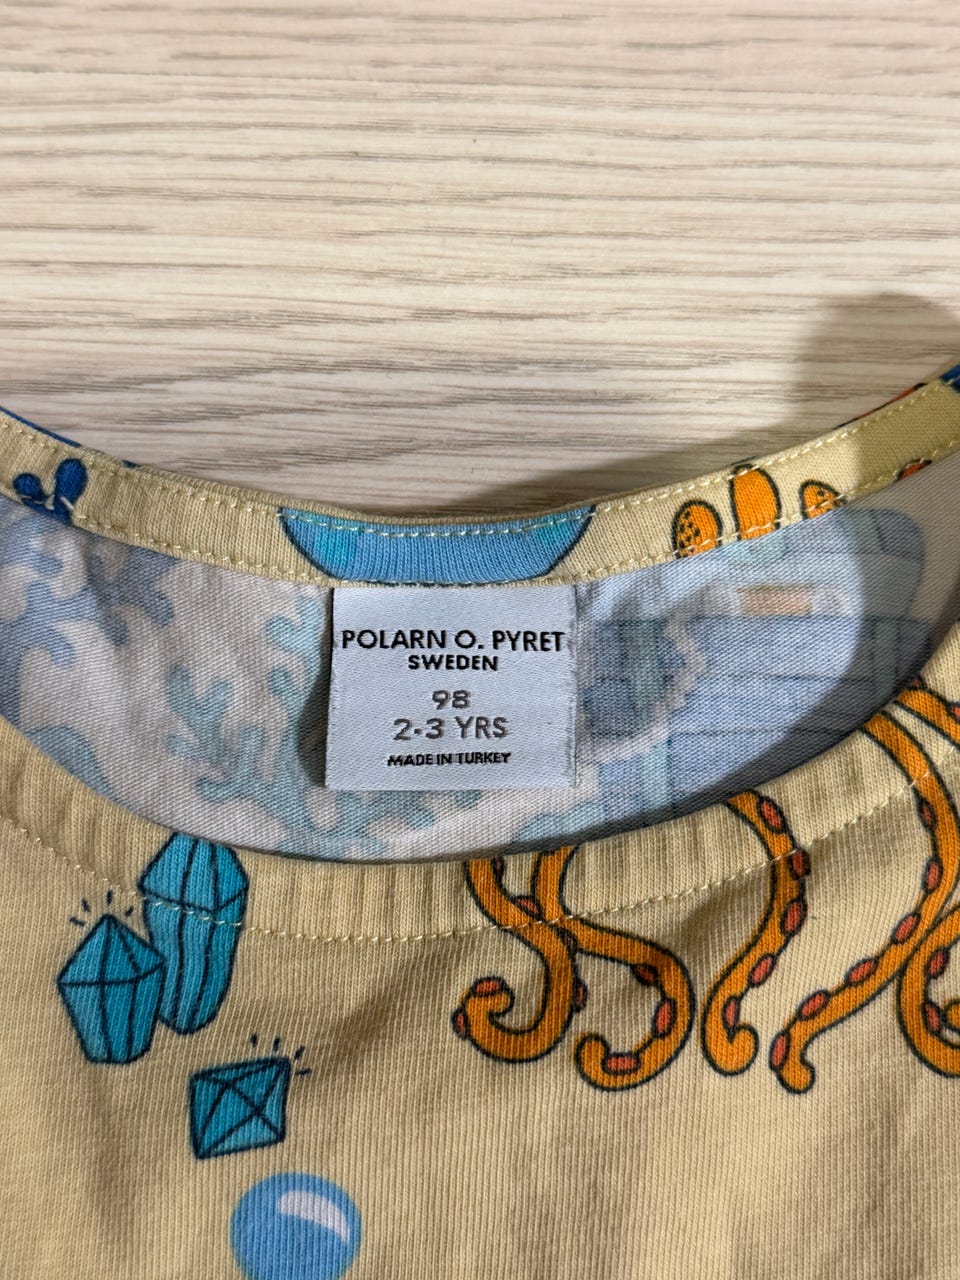 POLARN O. PYRET
SWEDEN
98
2-3 YRS
MADE IN TURKEY